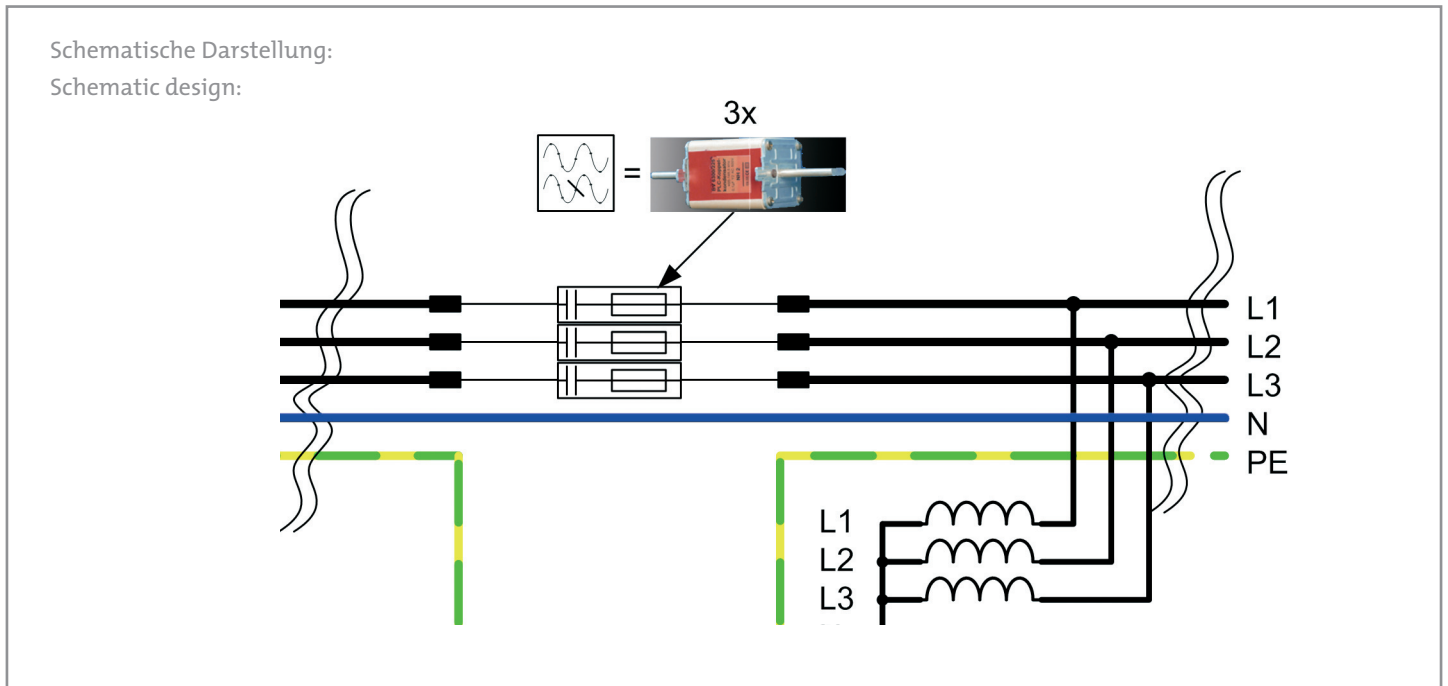 Schematische Darstellung:
Schematic design:
3x
=
L1
L2
L3
N
PE
L1
L2
L3